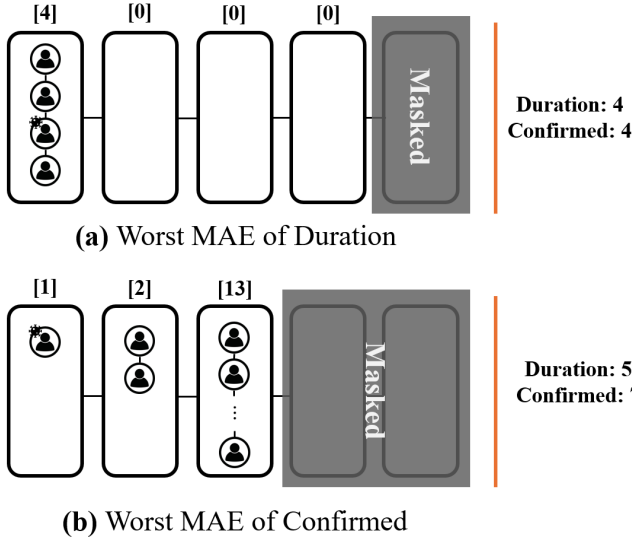 [4] [0] [0] [0]
Masked
Duration: 4
Confirmed: 4
(a) Worst MAE of Duration
[1] [2] [13]
...
Masked
Duration: 5
Confirmed:
(b) Worst MAE of Confirmed